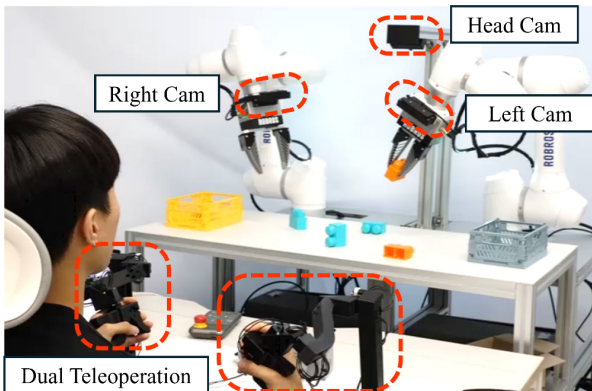 Head Cam
Right Cam
Left Cam
ROBROS
ROBROS
Dual Teleoperation